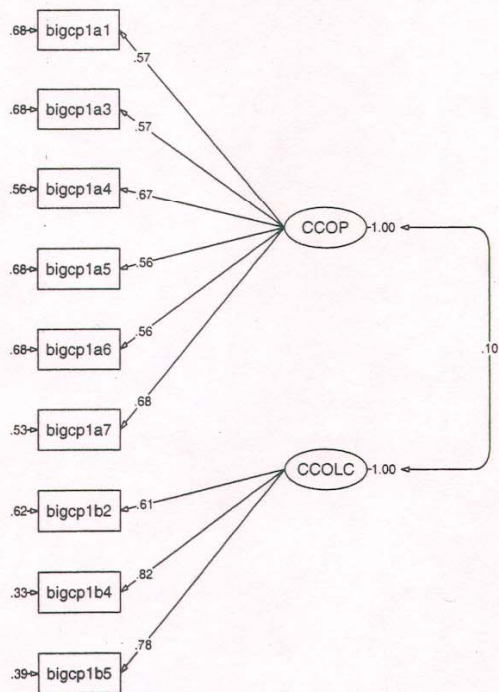 .68 bigcp1a1 .57
.68 bigcp1a3 .57
.56 bigcp1a4 .67
CCOP 1.00
.68 bigcp1a5 .56
.68 bigcp1a6 .56
.10
.53 bigcp1a7 .68
CCOLC 1.00
.62 bigcp1b2 .61
.33 bigcp1b4 .82
.39 bigcp1b5 .78